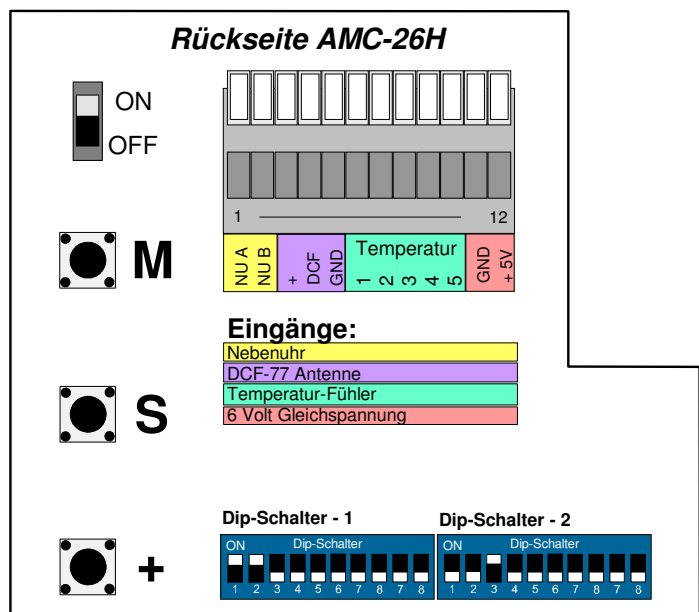 Rückseite AMC-26H
ON
OFF
1 12
NU A
NU B
+
DCF
GND
Temperatur
1
2
3
4
5
GND
+ 5V
M
Eingänge:
Nebenuhr
DCF-77 Antenne
Temperatur-Fühler
6 Volt Gleichspannung
S
Dip-Schalter - 1
Dip-Schalter - 2
ON Dip-Schalter
1 2 3 4 5 6 7 8
ON Dip-Schalter
1 2 3 4 5 6 7 8
+